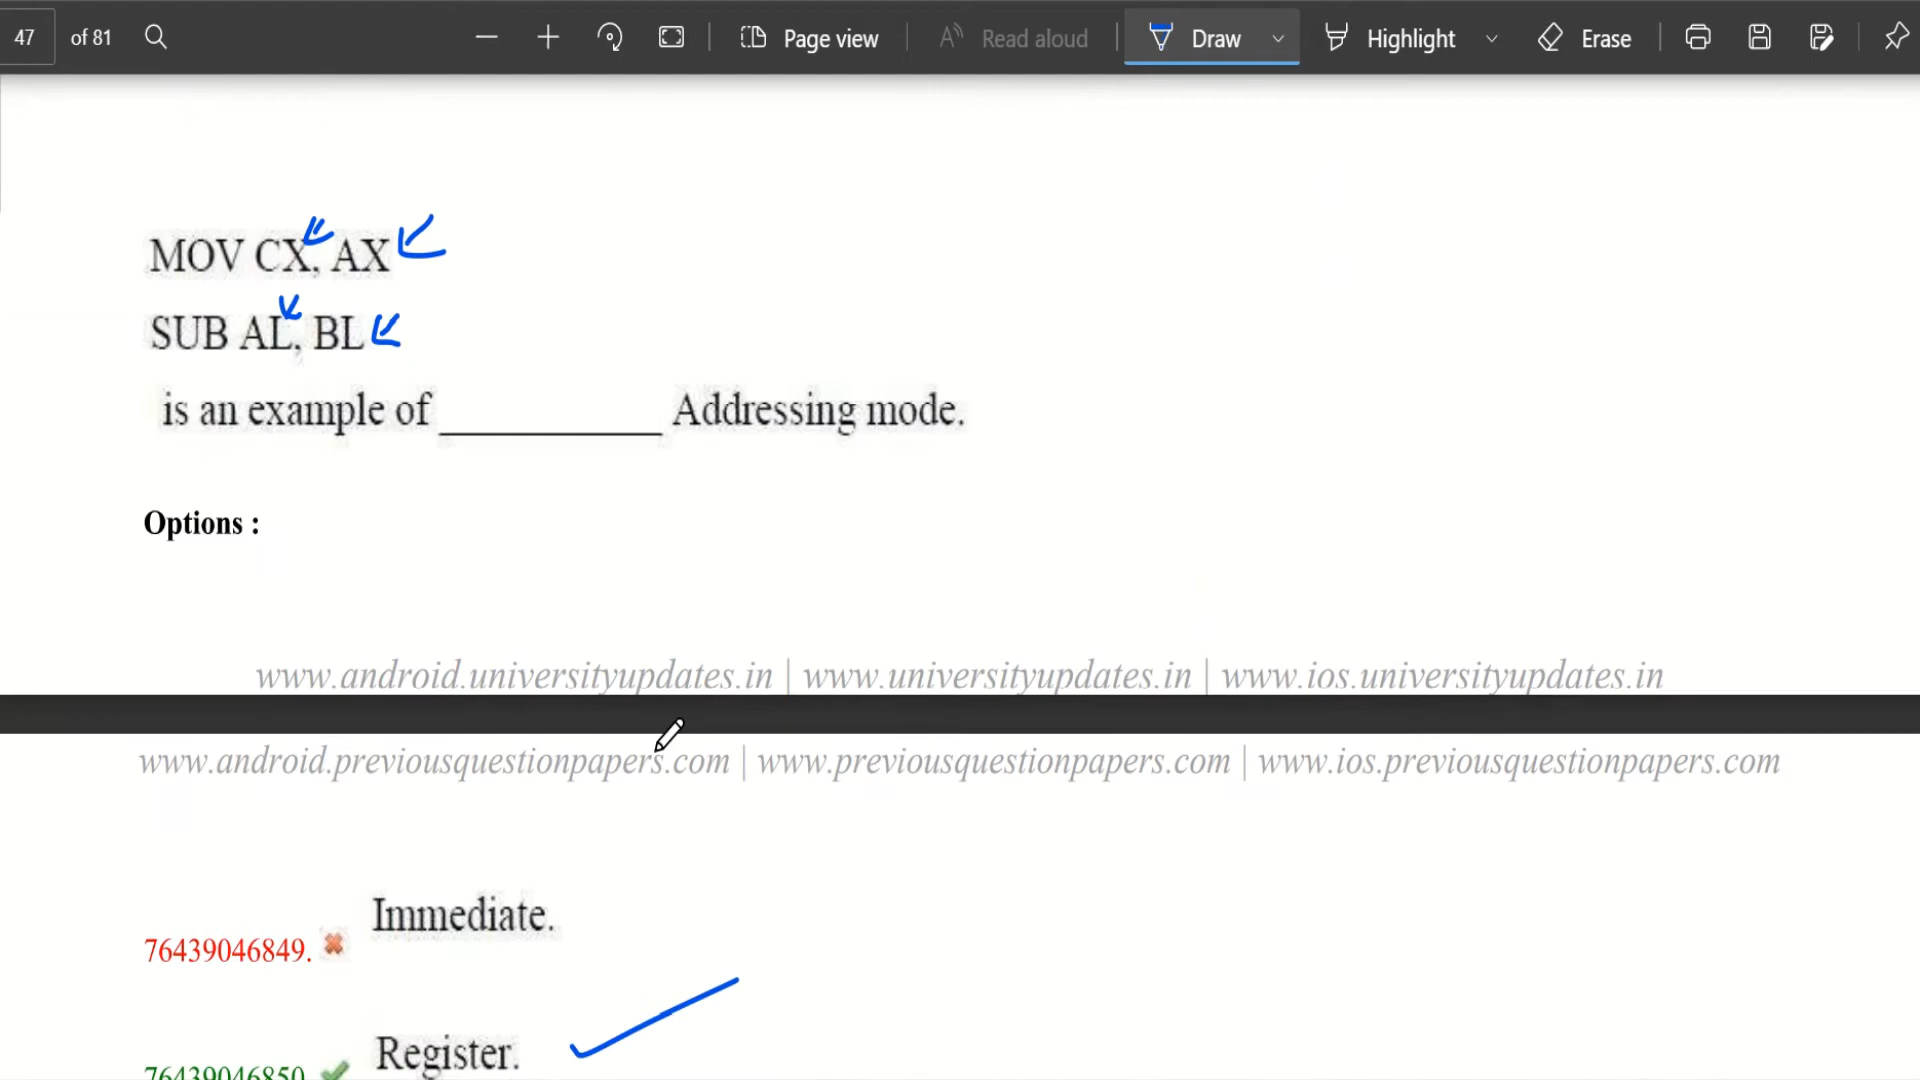 47 of 81 Page view Read aloud Draw Highlight Erase
MOV CX, AX
SUB AL, BL
is an example of __________ Addressing mode.
Options :
www.android.universityupdates.in | www.universityupdates.in | www.ios.universityupdates.in
www.android.previousquestionpapers.com | www.previousquestionpapers.com | www.ios.previousquestionpapers.com
Immediate.
76439046849.
Register.
76439046850